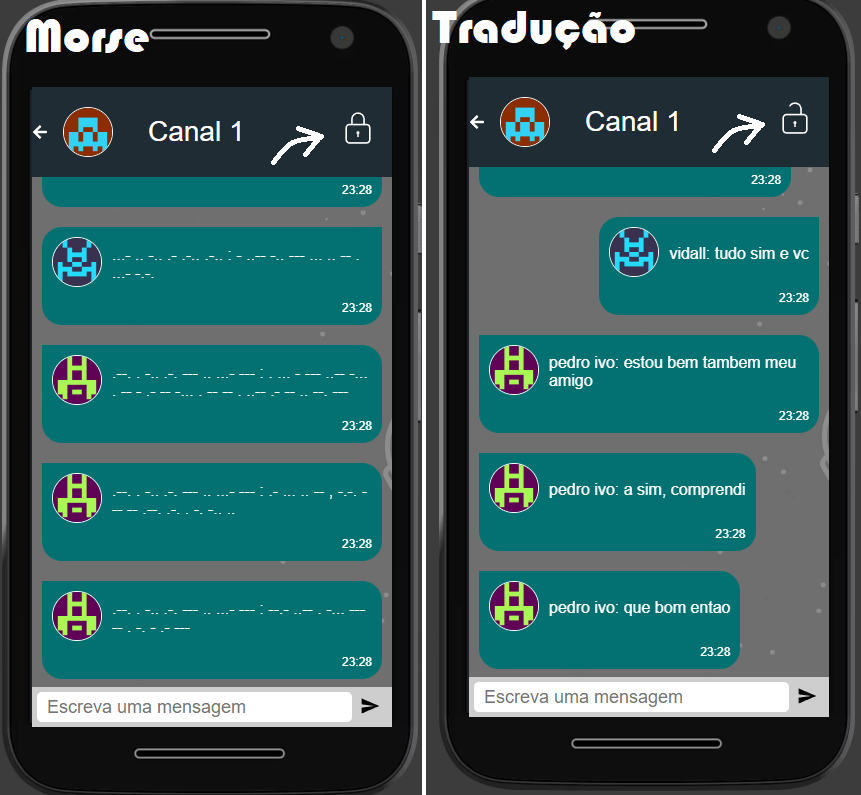 Morse
Canal 1
23:28
...- .. -.. .- .-.. .-.. : - ..-- -.. --- ... .. -- .
...- -.-.
23:28
.--. . -.. .-. --- .. ...- --- : . ... - --- ..-- -...
. -- - .- -- -... . -- -- . ..-- .- -- .. --. ---
23:28
.--. . -.. .-. --- .. ...- --- : .- ... .. -- , -.-. -
-- -- .--. .-. . -. -.. ..
23:28
.--. . -.. .-. --- .. ...- --- : --.- ..-- . -... ---
-- . -. - .- ---
23:28
Escreva uma mensagem
Tradução
Canal 1
23:28
vidall: tudo sim e vc
23:28
pedro ivo: estou bem tambem meu
amigo
23:28
pedro ivo: a sim, comprendi
23:28
pedro ivo: que bom entao
23:28
Escreva uma mensagem